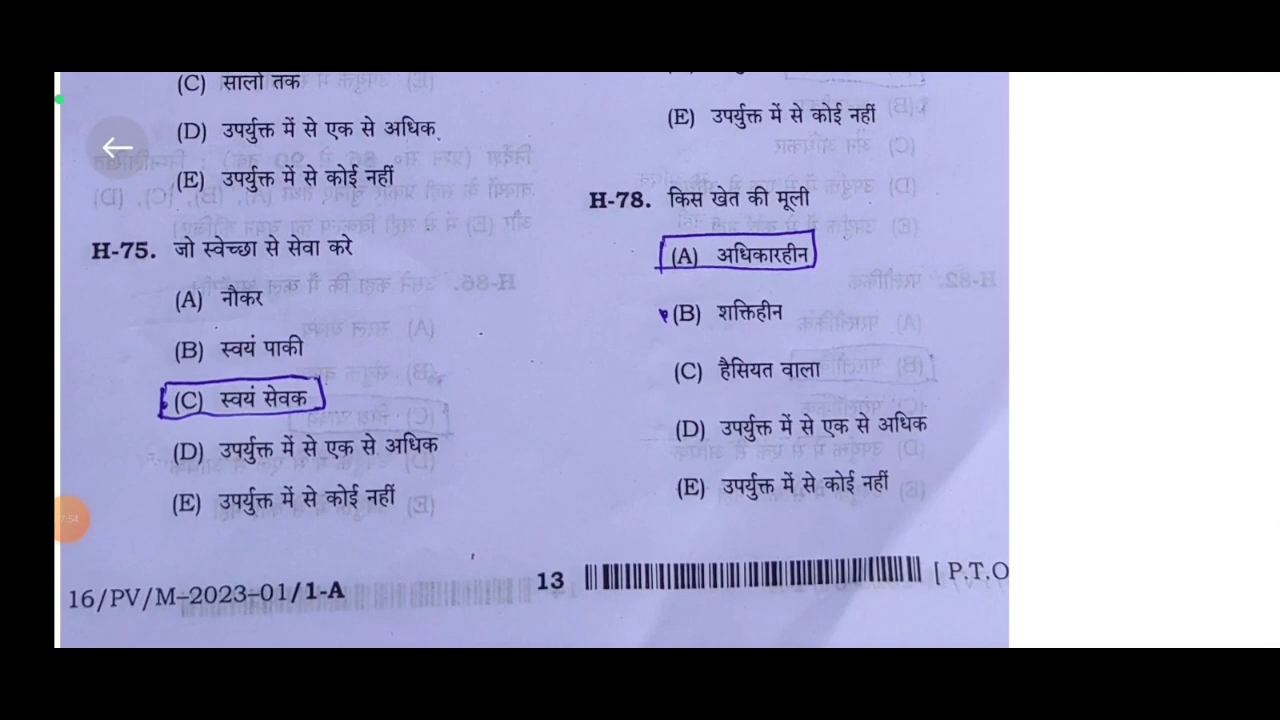 (C) सालों तक
(D) उपर्युक्त में से एक से अधिक
(E) उपर्युक्त में से कोई नहीं
H-75. जो स्वेच्छा से सेवा करे
(A) नौकर
(B) स्वयं पाकी
(C) स्वयं सेवक
(D) उपर्युक्त में से एक से अधिक
(E) उपर्युक्त में से कोई नहीं
(E) उपर्युक्त में से कोई नहीं
H-78. किस खेत की मूली
(A) अधिकारहीन
(B) शक्तिहीन
(C) हैसियत वाला
(D) उपर्युक्त में से एक से अधिक
(E) उपर्युक्त में से कोई नहीं
16/PV/M-2023-01/1-A
13
[ P.T.O